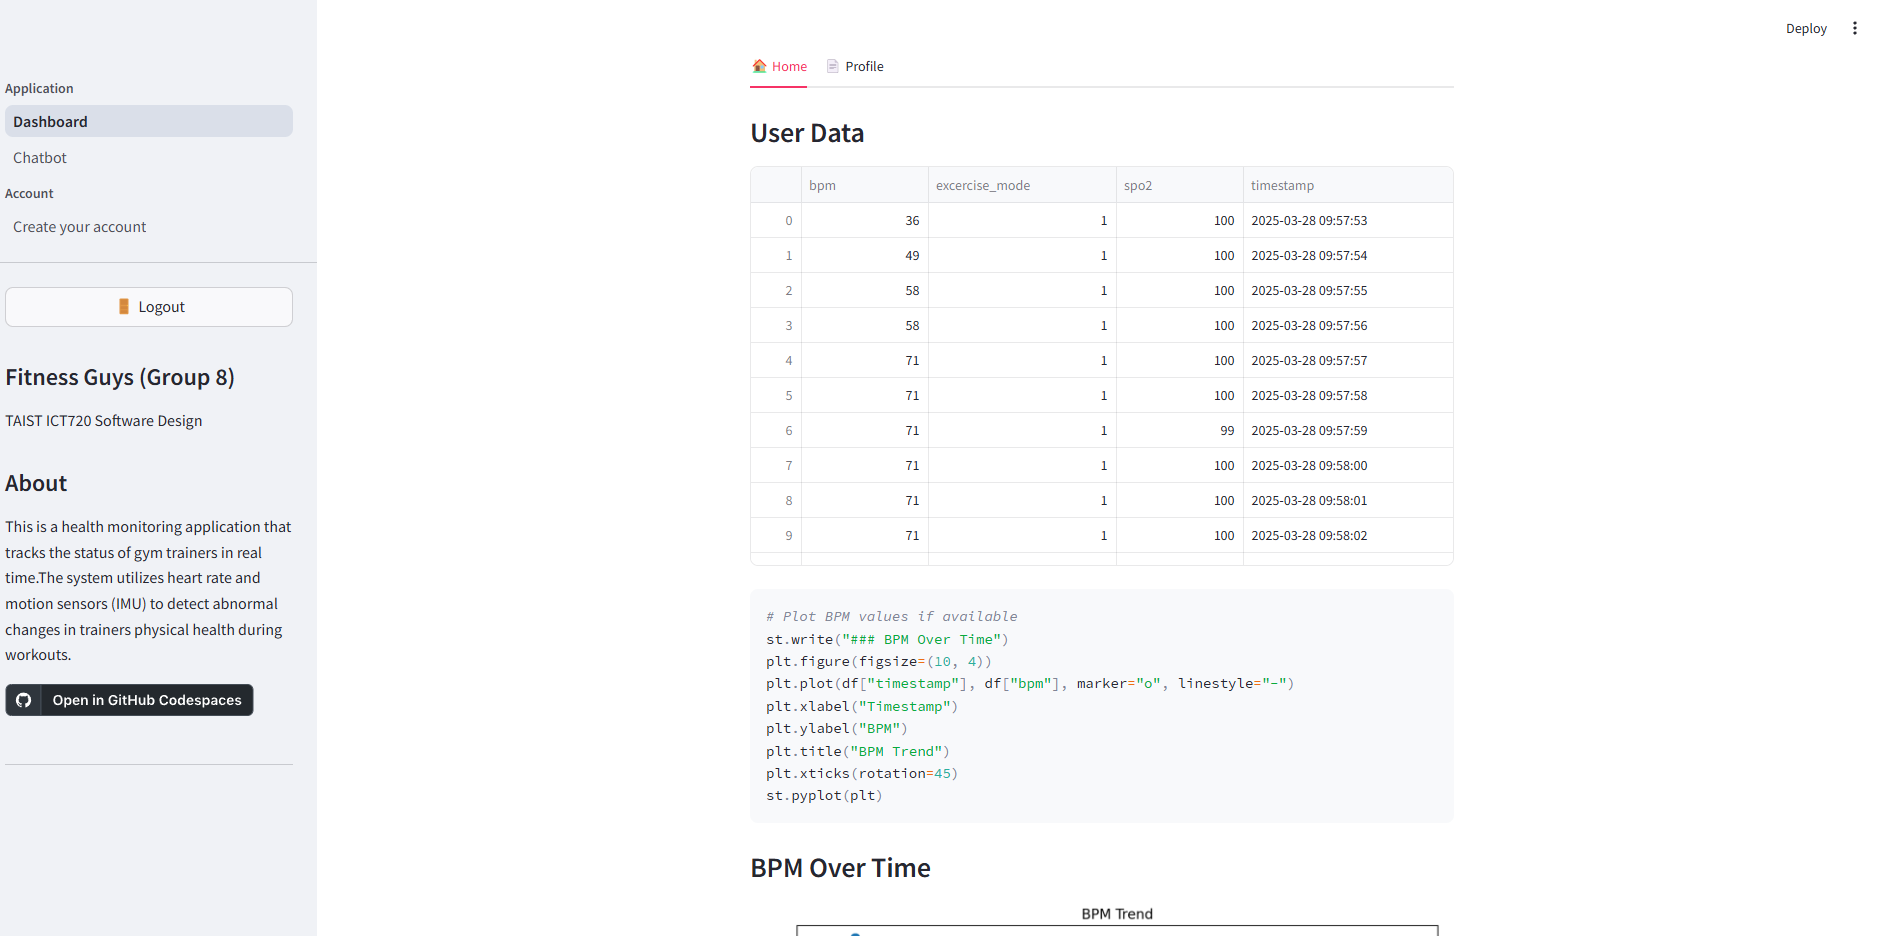 Deploy
Application
Dashboard
Chatbot
Account
Create your account
Logout
Fitness Guys (Group 8)
TAIST ICT720 Software Design
About
This is a health monitoring application that
tracks the status of gym trainers in real
time.The system utilizes heart rate and
motion sensors (IMU) to detect abnormal
changes in trainers physical health during
workouts.
Open in GitHub Codespaces
Home Profile
User Data
bpm excercise_mode spo2 timestamp
0 36 1 100 2025-03-28 09:57:53
1 49 1 100 2025-03-28 09:57:54
2 58 1 100 2025-03-28 09:57:55
3 58 1 100 2025-03-28 09:57:56
4 71 1 100 2025-03-28 09:57:57
5 71 1 100 2025-03-28 09:57:58
6 71 1 99 2025-03-28 09:57:59
7 71 1 100 2025-03-28 09:58:00
8 71 1 100 2025-03-28 09:58:01
9 71 1 100 2025-03-28 09:58:02
# Plot BPM values if available
st.write("### BPM Over Time")
plt.figure(figsize=(10, 4))
plt.plot(df["timestamp"], df["bpm"], marker="o", linestyle="-")
plt.xlabel("Timestamp")
plt.ylabel("BPM")
plt.title("BPM Trend")
plt.xticks(rotation=45)
st.pyplot(plt)
BPM Over Time
BPM Trend